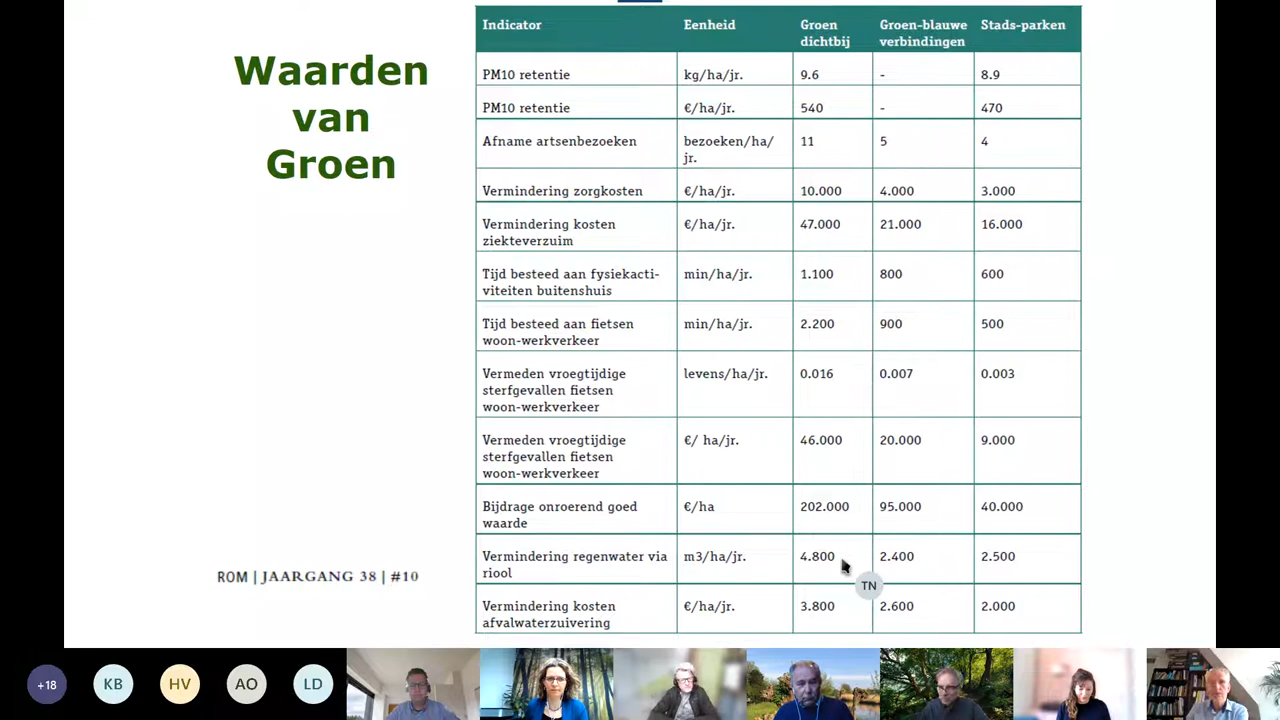 Waarden
van
Groen
Indicator Eenheid Groen dichtbij Groen-blauwe verbindingen Stads-parken
PM10 retentie kg/ha/jr. 9.6 - 8.9
PM10 retentie €/ha/jr. 540 - 470
Afname artsenbezoeken bezoeken/ha/ jr. 11 5 4
Vermindering zorgkosten €/ha/jr. 10.000 4.000 3.000
Vermindering kosten ziekteverzuim €/ha/jr. 47.000 21.000 16.000
Tijd besteed aan fysiekacti-viteiten buitenshuis min/ha/jr. 1.100 800 600
Tijd besteed aan fietsen woon-werkverkeer min/ha/jr. 2.200 900 500
Vermeden vroegtijdige sterfgevallen fietsen woon-werkverkeer levens/ha/jr. 0.016 0.007 0.003
Vermeden vroegtijdige sterfgevallen fietsen woon-werkverkeer €/ ha/jr. 46.000 20.000 9.000
Bijdrage onroerend goed waarde €/ha 202.000 95.000 40.000
Vermindering regenwater via riool m3/ha/jr. 4.800 2.400 2.500
Vermindering kosten afvalwaterzuivering €/ha/jr. 3.800 2.600 2.000
ROM | JAARGANG 38 | #10
TN
+18 KB HV AO LD